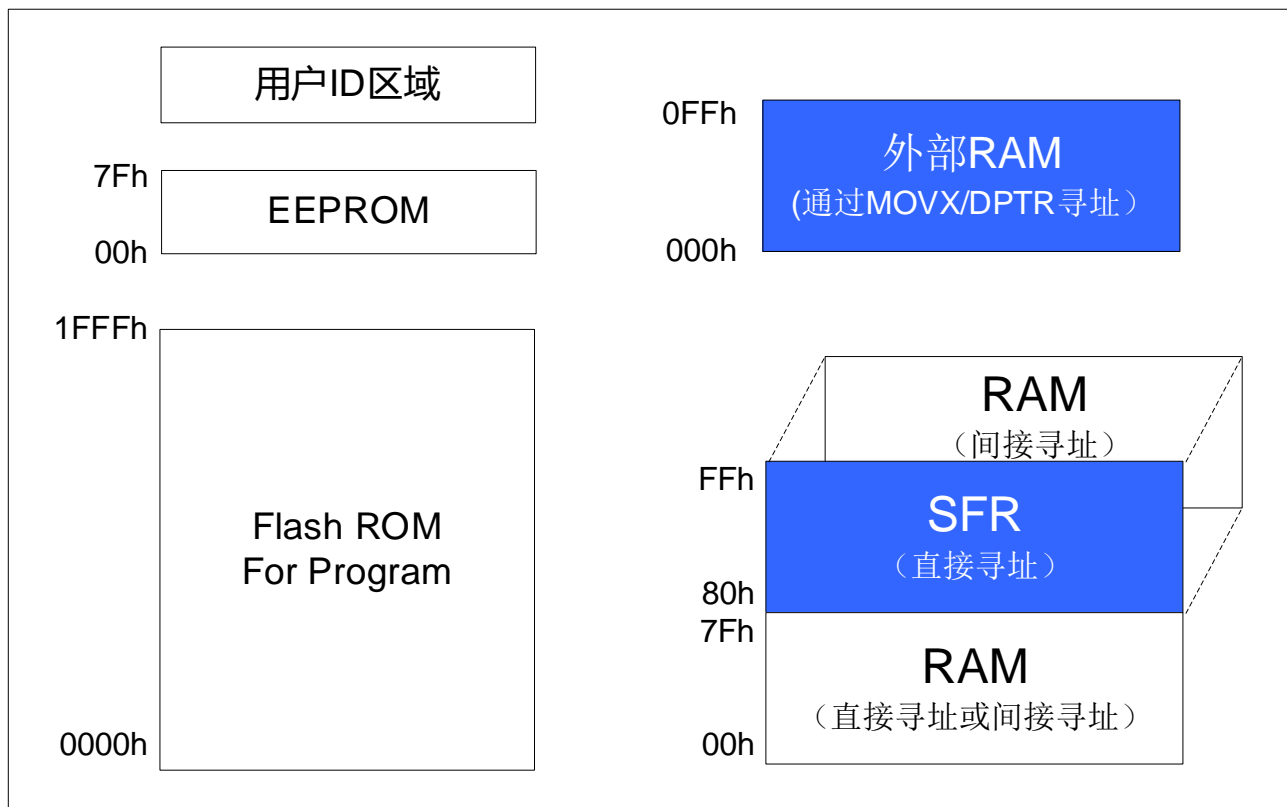 用户ID区域
7Fh
EEPROM
00h
1FFFh
Flash ROM
For Program
0000h
0FFh
外部RAM
(通过MOVX/DPTR寻址）
000h
RAM
（间接寻址）
FFh
SFR
（直接寻址）
80h
7Fh
RAM
（直接寻址或间接寻址）
00h